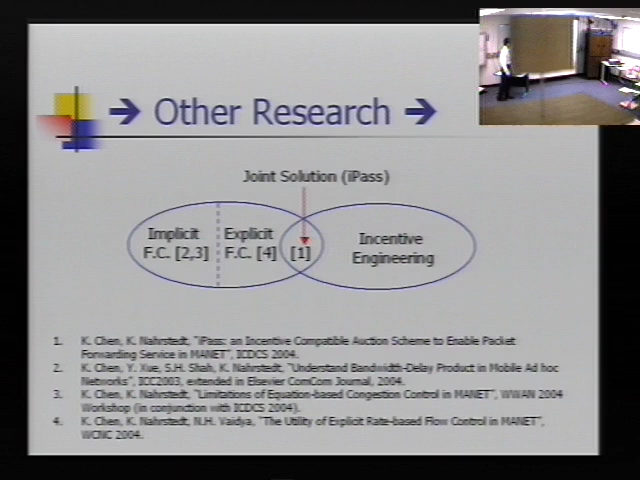 → Other Research →
Joint Solution (iPass)
Implicit
F.C. [2,3]
Explicit
F.C. [4]
[1]
Incentive
Engineering
1. K. Chen, K. Nahrstedt, "iPass: an Incentive Compatible Auction Scheme to Enable Packet
Forwarding Service in MANET", ICDCS 2004.
2. K. Chen, Y. Xue, S.H. Shah, K. Nahrstedt, "Understand Bandwidth-Delay Product in Mobile Ad hoc
Networks", ICC2003, extended in Elsevier ComCom Journal, 2004.
3. K. Chen, K. Nahrstedt, "Limitations of Equation-based Congestion Control in MANET", WWAN 2004
Workshop (in conjunction with ICDCS 2004).
4. K. Chen, K. Nahrstedt, N.H. Vaidya, "The Utility of Explicit Rate-based Flow Control in MANET",
WCNC 2004.